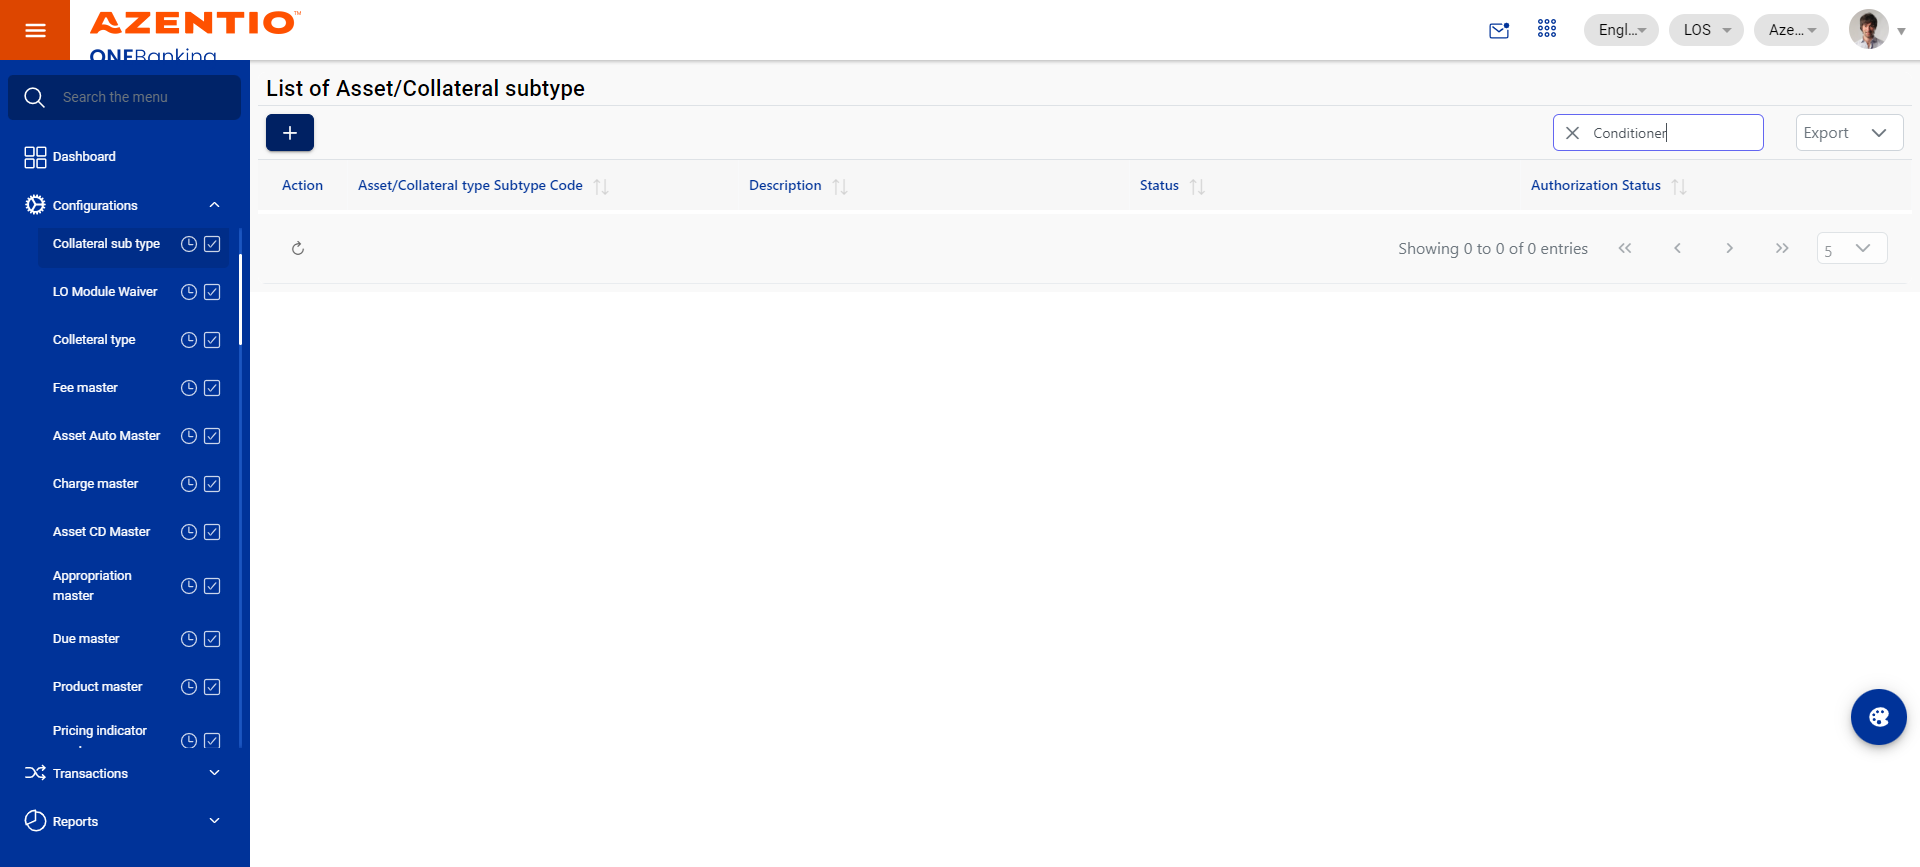 AZENTIO™
ONEBanking
Engl...
LOS
Aze...
Search the menu
Dashboard
Configurations
Collateral sub type
LO Module Waiver
Colleteral type
Fee master
Asset Auto Master
Charge master
Asset CD Master
Appropriation
master
Due master
Product master
Pricing indicator
Transactions
Reports
List of Asset/Collateral subtype
+
Conditioner
Export
Action
Asset/Collateral type Subtype Code
Description
Status
Authorization Status
Showing 0 to 0 of 0 entries
5